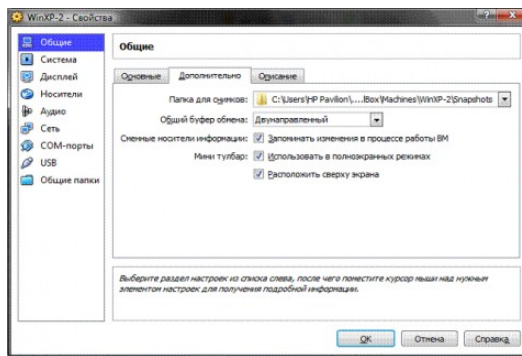 WinXP-2 - Свойства
Общие
Система
Дисплей
Носители
Аудио
Сеть
COM-порты
USB
Общие папки
Общие
Основные
Дополнительно
Описание
Папка для снимков: C:\Users\HP Pavilion\,...lBox\Machines\WinXP-2\Snapshots
Общий буфер обмена: Двунаправленный
Сменные носители информации: Запоминать изменения в процессе работы ВМ
Мини тулбар: Использовать в полноэкранных режимах
Расположить сверху экрана
Выберите раздел настроек из списка слева, после чего поместите курсор мыши над нужным
элементом настроек для получения подробной информации.
OK
Отмена
Справка